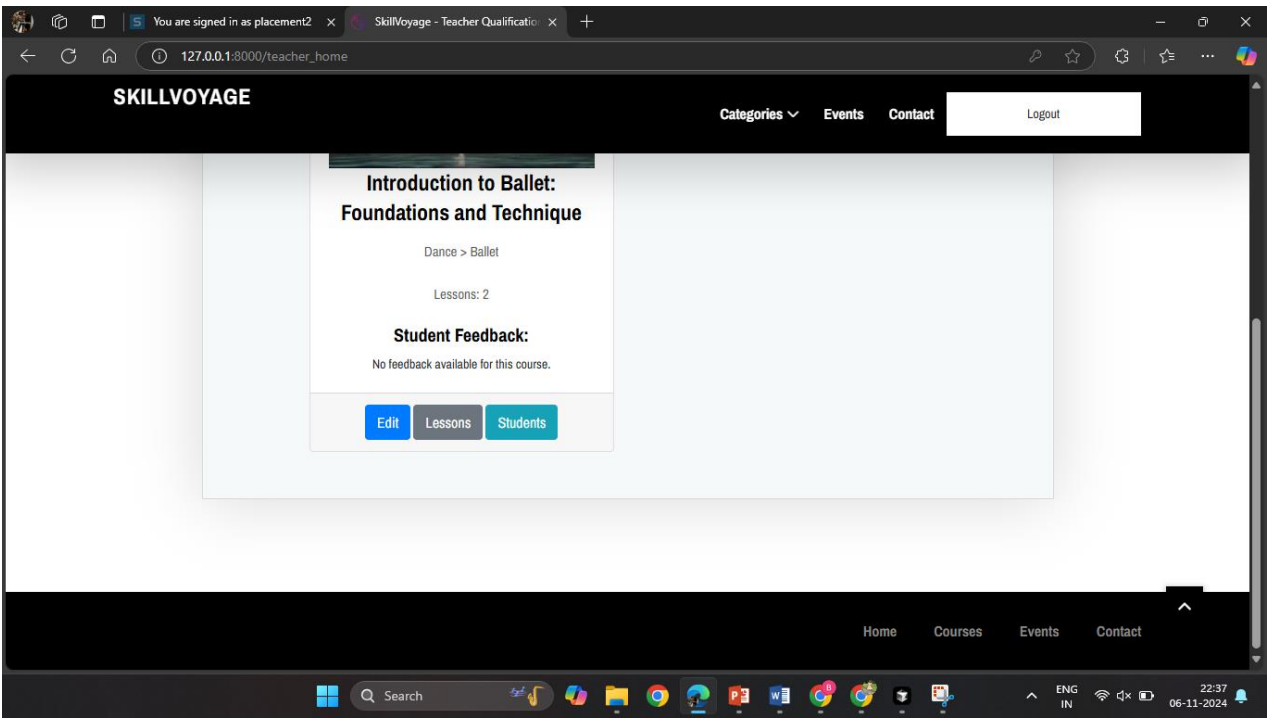 You are signed in as placement2
SkillVoyage - Teacher Qualificatio
127.0.0.1:8000/teacher_home
SKILLVOYAGE
Categories
Events
Contact
Logout
Introduction to Ballet:
Foundations and Technique
Dance > Ballet
Lessons: 2
Student Feedback:
No feedback available for this course.
Edit
Lessons
Students
Home
Courses
Events
Contact
Search
ENG
IN
22:37
06-11-2024